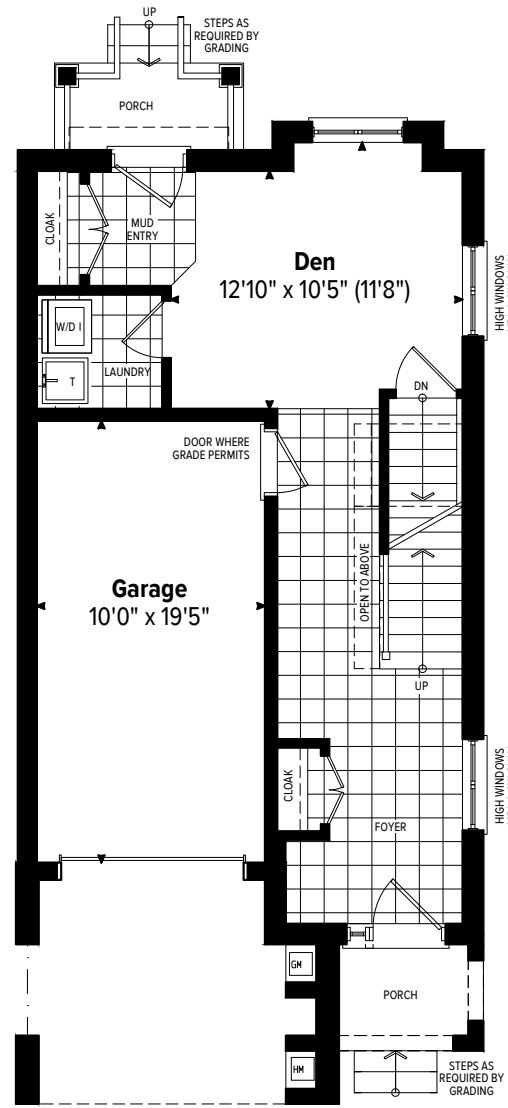 UP
STEPS AS
REQUIRED BY
GRADING
PORCH
CLOAK
MUD
ENTRY
Den
12'10" x 10'5" (11'8")
HIGH WINDOWS
W/D I
T
LAUNDRY
DN
DOOR WHERE
GRADE PERMITS
OPEN TO ABOVE
Garage
10'0" x 19'5"
UP
CLOAK
FOYER
HIGH WINDOWS
GM
PORCH
HM
STEPS AS
REQUIRED BY
GRADING